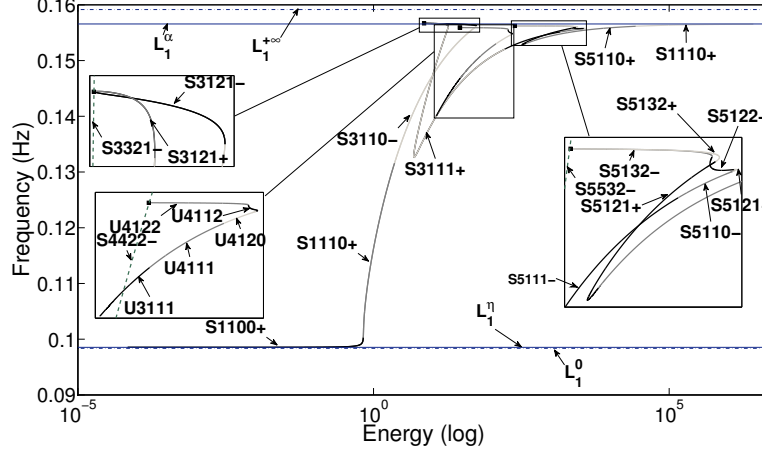 0.16
L₁^α
L₁^{+∞}
S5110+
S1110+
0.15
S3121−
S5132+
S5122−
0.14
S3321−
S3121+
S3110−
S3111+
S5132−
S5532−
S5121+
S5121
0.13
U4112
U4122
S4422−
U4120
S5110−
0.12
U4111
S1110+
S5111−
0.11
U3111
S1100+
L₁^η
0.1
L₁^0
0.09
10^{-5}
10^0
10^5
Frequency (Hz)
Energy (log)